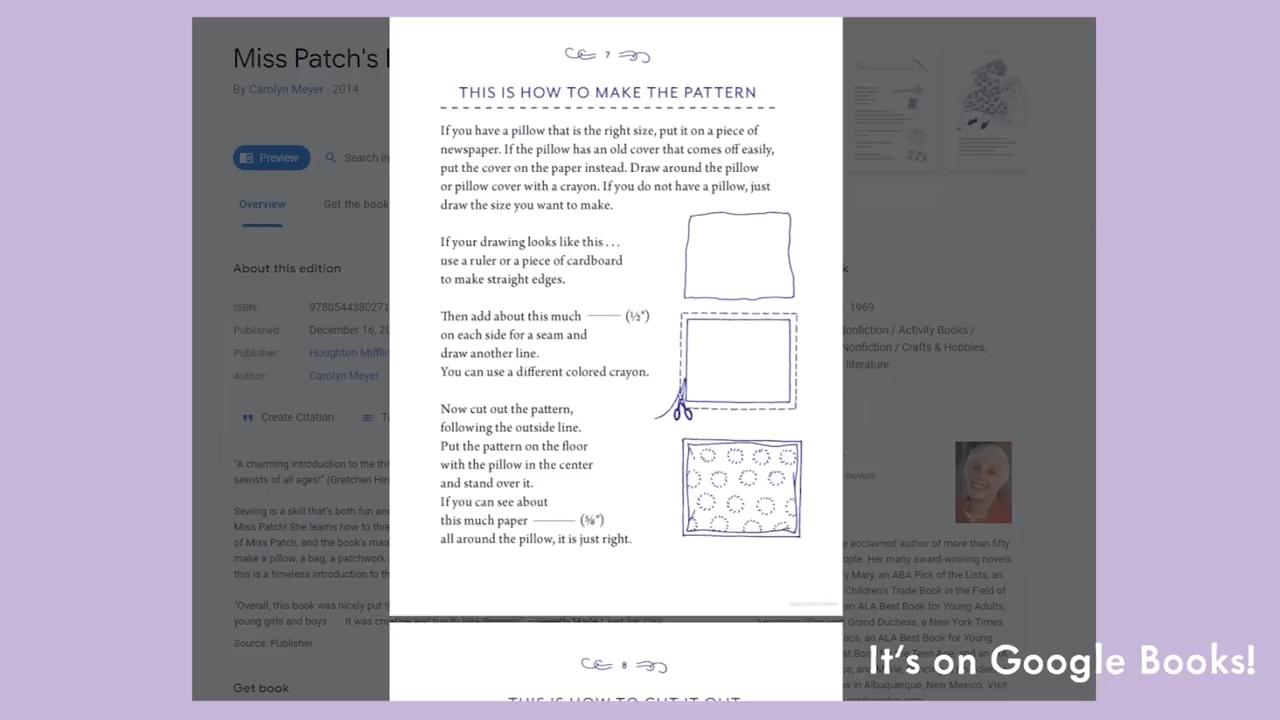 Miss Patch's
By Carolyn Meyer · 2014
Preview
Search in
Overview
Get the book
About this edition
ISBN:
9780544380271
Published:
December 16, 20
Publisher
Houghton Miffli
Author:
Carolyn Meyer
Create Citation
"A charming introduction to the
sewists of all ages!" (Gretchen Hirs
Sewing is a skill that's both fun an
Miss Patch! She learns how to thre
of Miss Patch, and the book's
make a pillow, a bag, a patchwork
this is a timeless introduction to the
"Overall, this book was nicely put
young girls and boys . . . It was
Source: Publisher
Get book
7
THIS IS HOW TO MAKE THE PATTERN
If you have a pillow that is the right size, put it on a piece of
newspaper. If the pillow has an old cover that comes off easily,
put the cover on the paper instead. Draw around the pillow
or pillow cover with a crayon. If you do not have a pillow, just
draw the size you want to make.
If your drawing looks like this . . .
use a ruler or a piece of cardboard
to make straight edges.
Then add about this much —— (½")
on each side for a seam and
draw another line.
You can use a different colored crayon.
Now cut out the pattern,
following the outside line.
Put the pattern on the floor
with the pillow in the center
and stand over it.
If you can see about
this much paper —— (⅝")
all around the pillow, it is just right.
8
THIS IS HOW TO CUT IT OUT
1969
Nonfiction / Activity Books /
Nonfiction / Crafts & Hobbies,
literature
novels
e acclaimed author of more than fifty
ople. Her many award-winning novels
y Mary, an ABA Pick of the Lists, an
Children's Trade Book in the Field of
an ALA Best Book for Young Adults,
Grand Duchess, a New York Times
acs, an ALA Best Book for Young
s in Albuquerque, New Mexico. Visit
It's on Google Books!